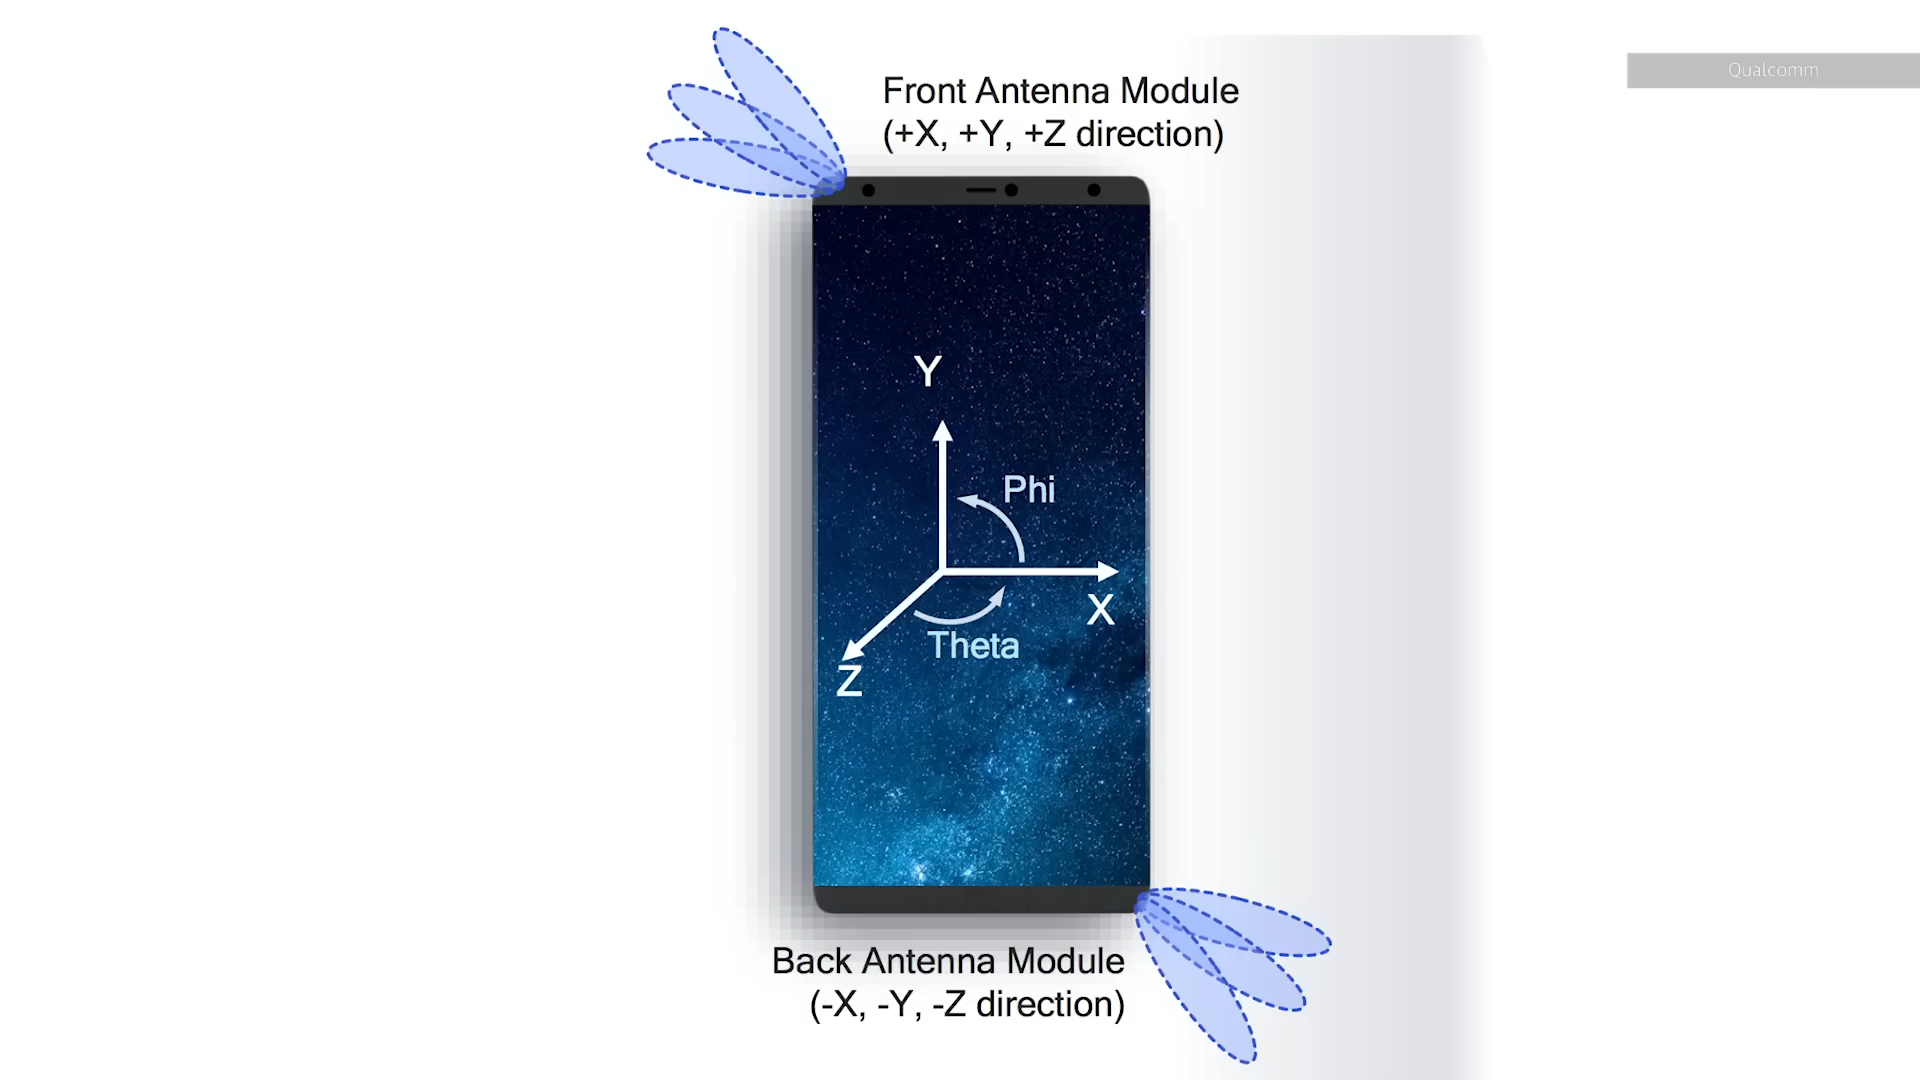 Qualcomm
Front Antenna Module
(+X, +Y, +Z direction)
Y
Phi
X
Theta
Z
Back Antenna Module
(-X, -Y, -Z direction)